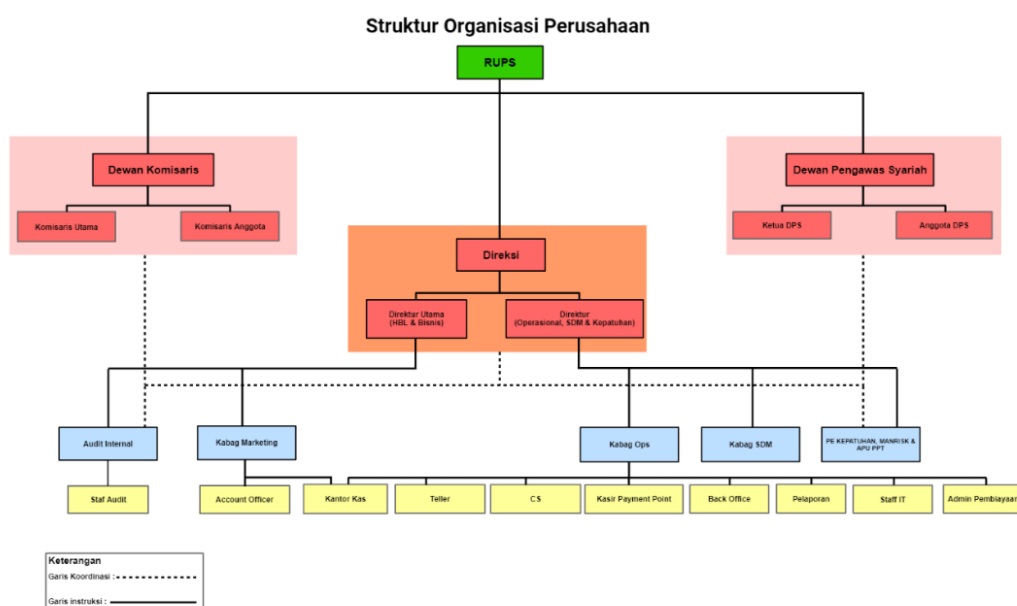 Struktur Organisasi Perusahaan
RUPS
Dewan Komisaris
Dewan Pengawas Syariah
Komisaris Utama
Komisaris Anggota
Ketua DPS
Anggota DPS
Direksi
Direktur Utama
(HBL & Bisnis)
Direktur
(Operasional, SDM & Kepatuhan)
Audit Internal
Kabag Marketing
Kabag Ops
Kabag SDM
PE KEPATUHAN, MANRISK &
APU PPT
Staf Audit
Account Officer
Kantor Kas
Teller
CS
Kasir Payment Point
Back Office
Pelaporan
Staff IT
Admin Pembiayaan
Keterangan
Garis Koordinasi :
Garis instruksi :